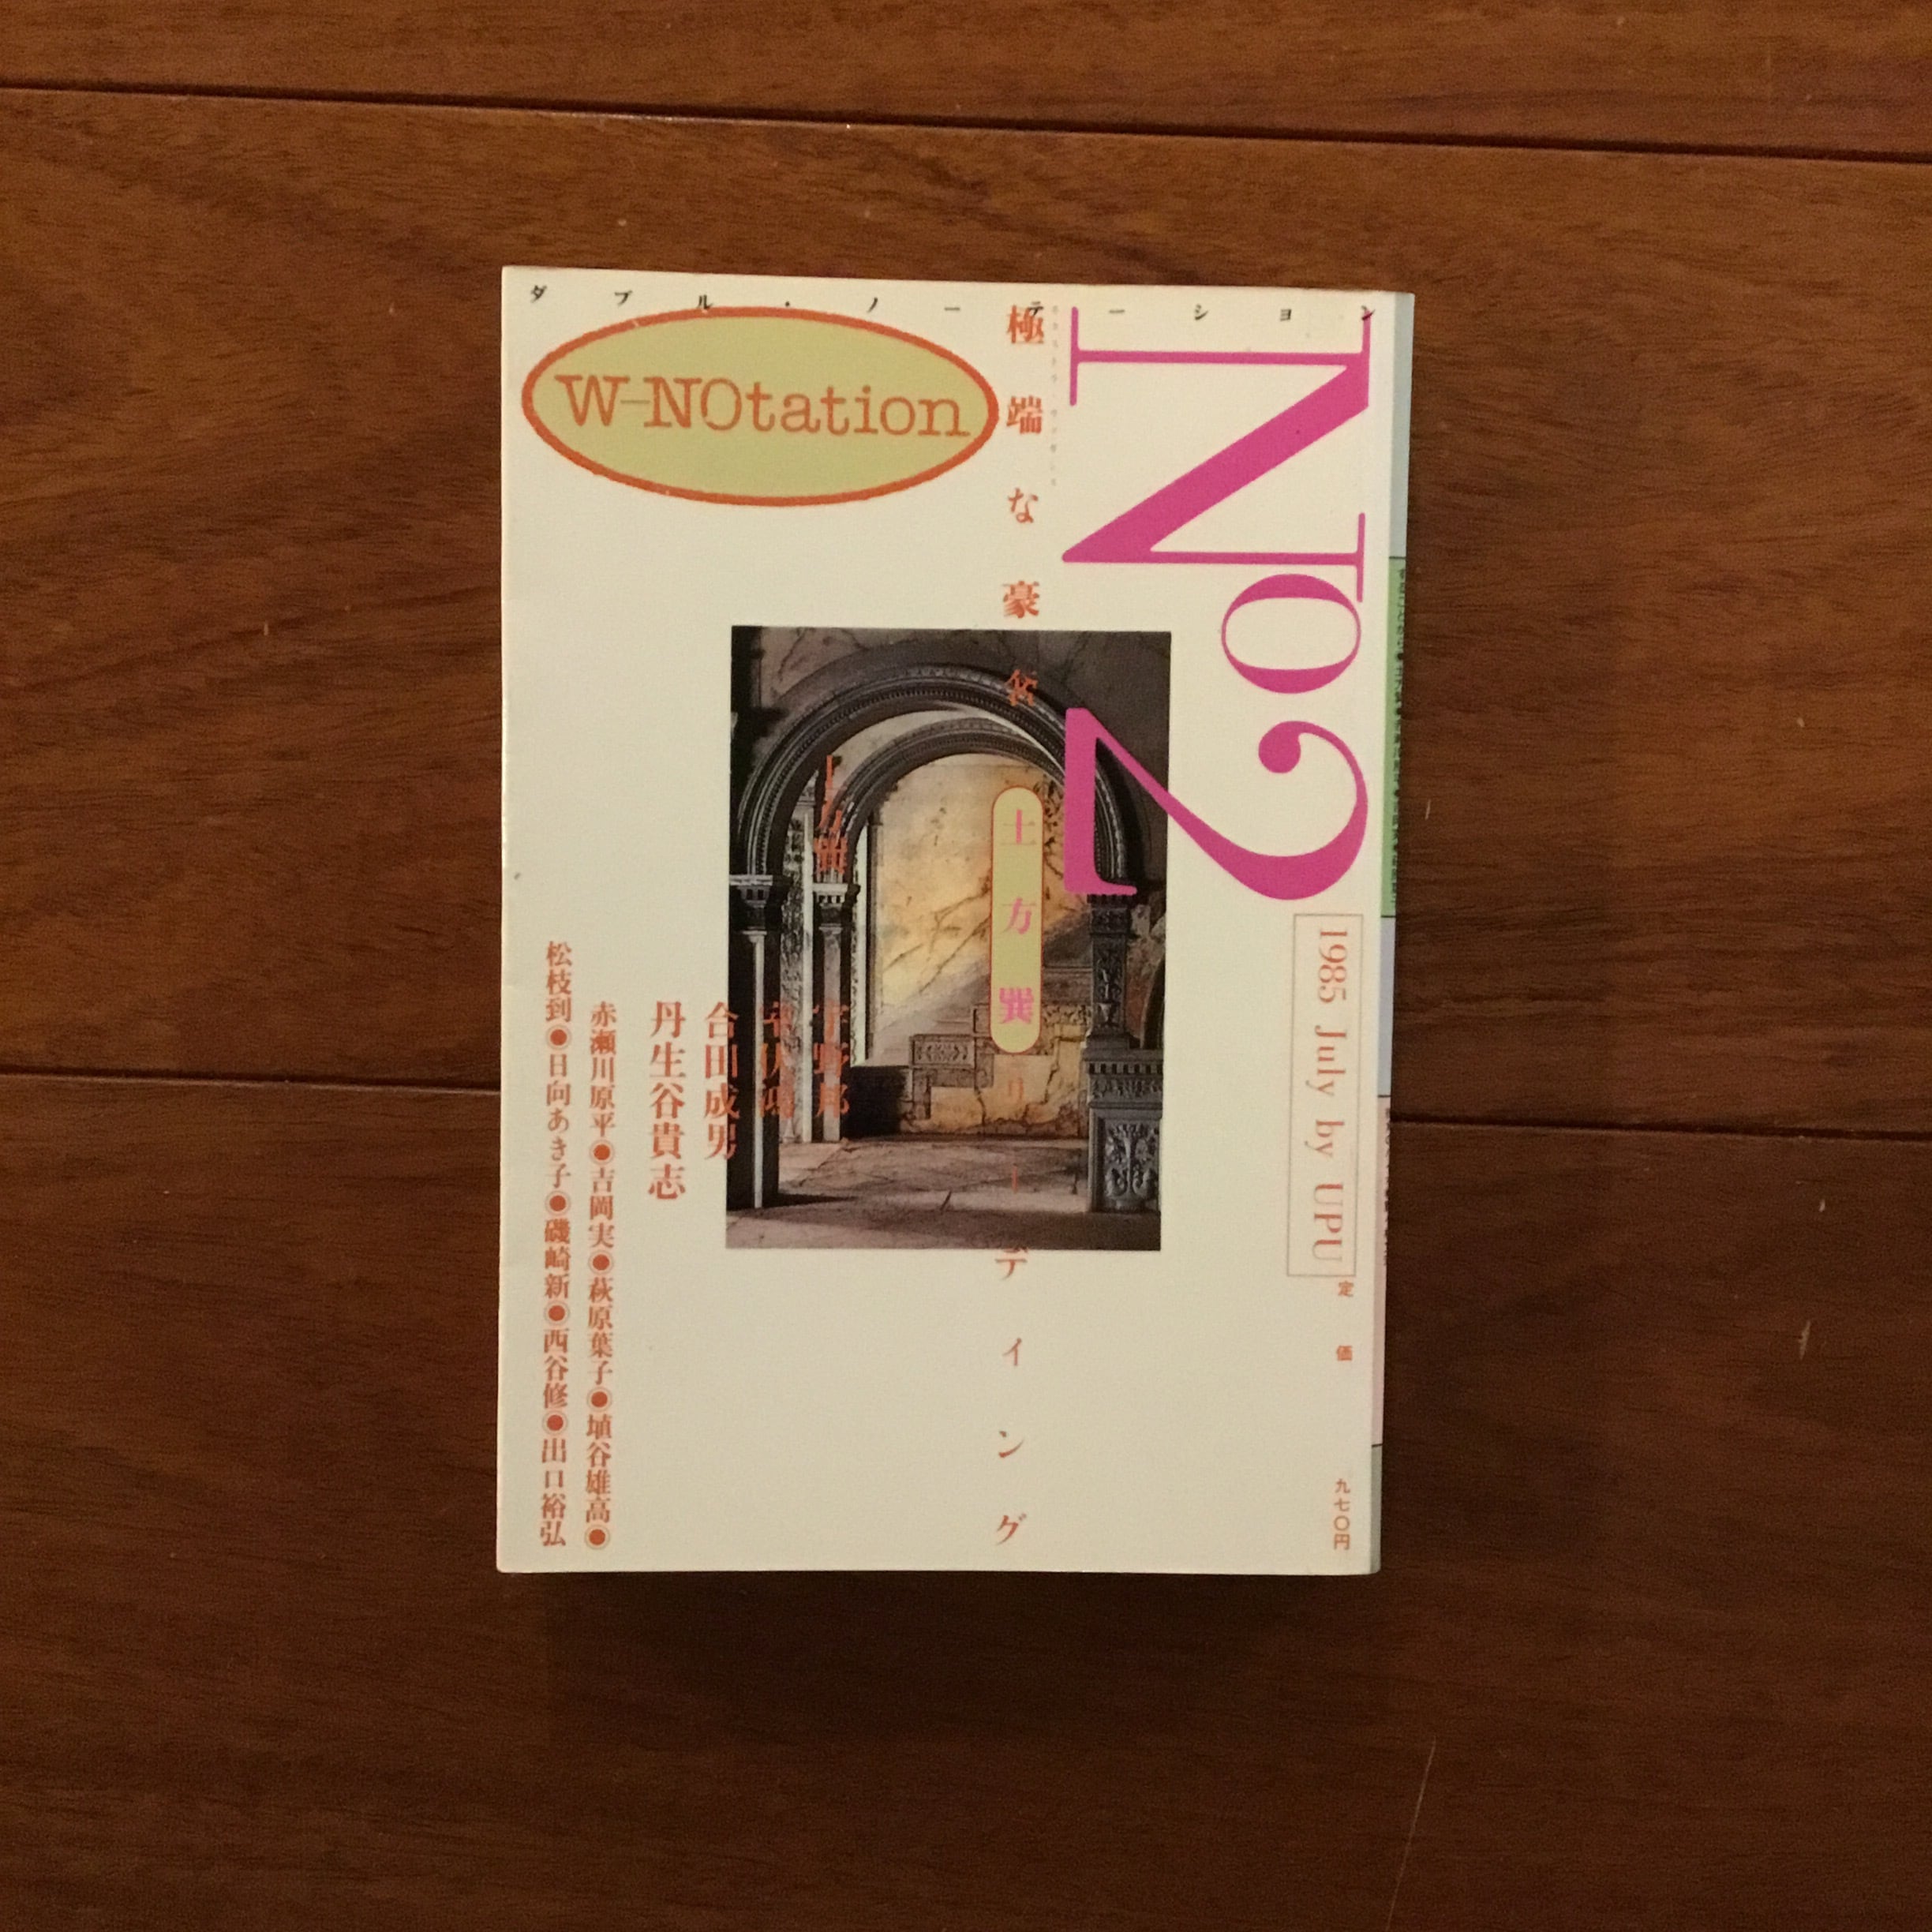 ダブル・ノーテーション
W-NOtation
No 2
1985 July by UPU
定価
九七〇円
極端な豪奢
土方巽
リーディング
合田成男
丹生谷貴志
赤瀬川原平◉吉岡実◉萩原葉子◉埴谷雄高◉
松枝到◉日向あき子◉磯崎新◉西谷修◉出口裕弘